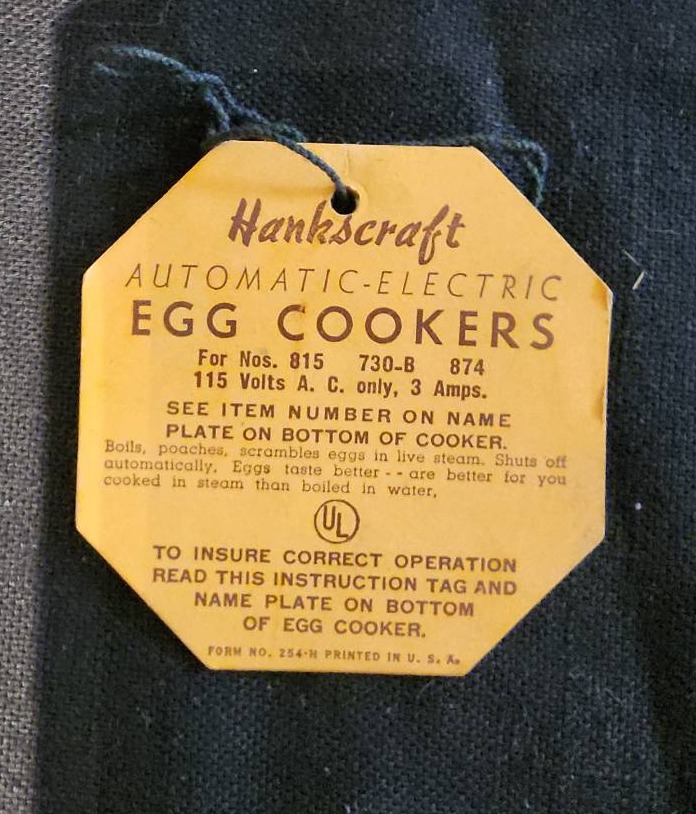 Hankscraft
AUTOMATIC-ELECTRIC
EGG COOKERS
For Nos. 815 730-B 874
115 Volts A. C. only, 3 Amps.
SEE ITEM NUMBER ON NAME
PLATE ON BOTTOM OF COOKER.
Boils, poaches, scrambles eggs in live steam. Shuts off
automatically. Eggs taste better -- are better for you
cooked in steam than boiled in water.
UL
TO INSURE CORRECT OPERATION
READ THIS INSTRUCTION TAG AND
NAME PLATE ON BOTTOM
OF EGG COOKER.
FORM NO. 254-H PRINTED IN U. S. A.